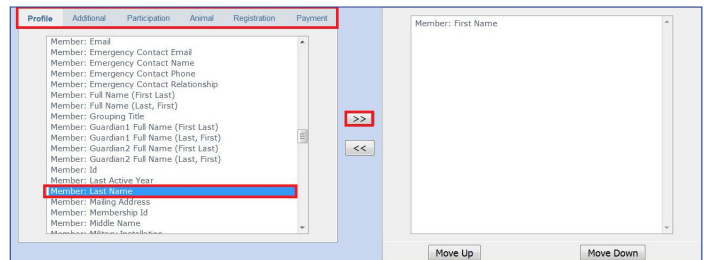 Profile Additional Participation Animal Registration Payment
Member: Email
Member: Emergency Contact Email
Member: Emergency Contact Name
Member: Emergency Contact Phone
Member: Emergency Contact Relationship
Member: Full Name (First Last)
Member: Full Name (Last, First)
Member: Grouping Title
Member: Guardian1 Full Name (First Last)
Member: Guardian1 Full Name (Last, First)
Member: Guardian2 Full Name (First Last)
Member: Guardian2 Full Name (Last, First)
Member: Id
Member: Last Active Year
Member: Last Name
Member: Mailing Address
Member: Membership Id
Member: Middle Name
Member: Military Installation
>>
<<
Member: First Name
Move Up Move Down